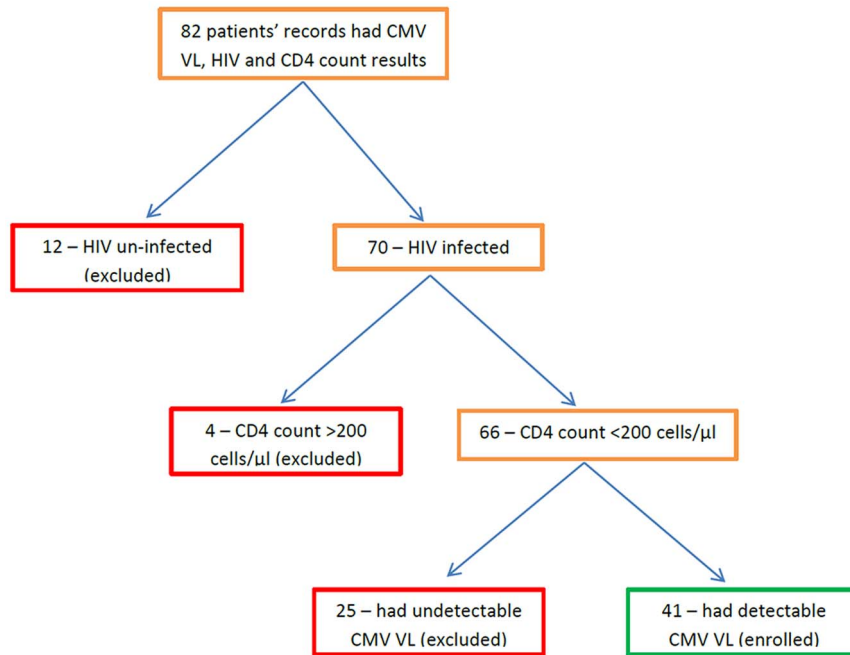 82 patients’ records had CMV
VL, HIV and CD4 count results
12 – HIV un-infected
(excluded)
70 – HIV infected
4 – CD4 count >200
cells/µl (excluded)
66 – CD4 count <200 cells/µl
25 – had undetectable
CMV VL (excluded)
41 – had detectable
CMV VL (enrolled)